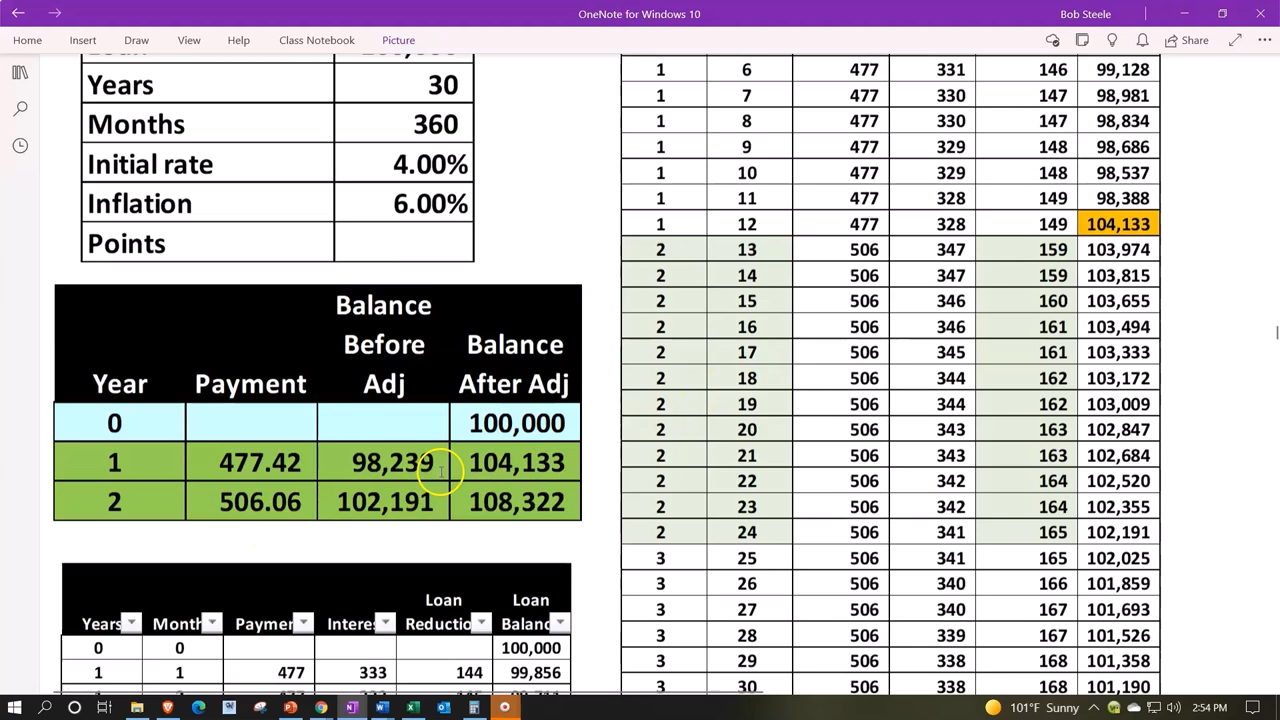 OneNote for Windows 10
Bob Steele
Home Insert Draw View Help Class Notebook Picture Share
Years 30
Months 360
Initial rate 4.00%
Inflation 6.00%
Points
Balance
Before Balance
Year Payment Adj After Adj
0 100,000
1 477.42 98,239 104,133
2 506.06 102,191 108,322
Loan Loan
Years Month Paymen Interes Reductio Balanc
0 0 100,000
1 1 477 333 144 99,856
1 6 477 331 146 99,128
1 7 477 330 147 98,981
1 8 477 330 147 98,834
1 9 477 329 148 98,686
1 10 477 329 148 98,537
1 11 477 328 149 98,388
1 12 477 328 149 104,133
2 13 506 347 159 103,974
2 14 506 347 159 103,815
2 15 506 346 160 103,655
2 16 506 346 161 103,494
2 17 506 345 161 103,333
2 18 506 344 162 103,172
2 19 506 344 162 103,009
2 20 506 343 163 102,847
2 21 506 343 163 102,684
2 22 506 342 164 102,520
2 23 506 342 164 102,355
2 24 506 341 165 102,191
3 25 506 341 165 102,025
3 26 506 340 166 101,859
3 27 506 340 167 101,693
3 28 506 339 167 101,526
3 29 506 338 168 101,358
3 30 506 338 168 101,190
101°F Sunny 2:54 PM